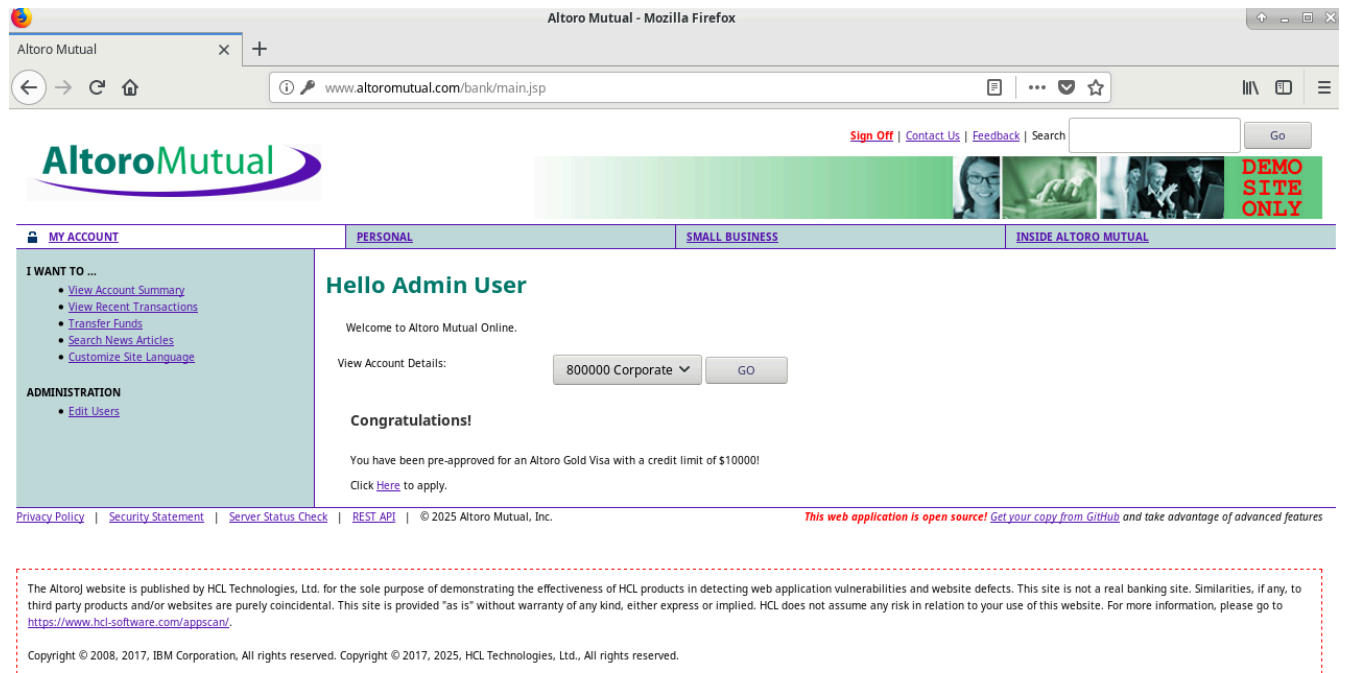 Altoro Mutual - Mozilla Firefox
Altoro Mutual
www.altoromutual.com/bank/main.jsp
Sign Off | Contact Us | Feedback | Search
Go
AltoroMutual
DEMO
SITE
ONLY
MY ACCOUNT
PERSONAL
SMALL BUSINESS
INSIDE ALTORO MUTUAL
I WANT TO ...
View Account Summary
View Recent Transactions
Transfer Funds
Search News Articles
Customize Site Language
ADMINISTRATION
Edit Users
Hello Admin User
Welcome to Altoro Mutual Online.
View Account Details:
800000 Corporate
GO
Congratulations!
You have been pre-approved for an Altoro Gold Visa with a credit limit of $10000!
Click Here to apply.
Privacy Policy | Security Statement | Server Status Check | REST API | © 2025 Altoro Mutual, Inc.
This web application is open source! Get your copy from GitHub and take advantage of advanced features
The AltoroJ website is published by HCL Technologies, Ltd. for the sole purpose of demonstrating the effectiveness of HCL products in detecting web application vulnerabilities and website defects. This site is not a real banking site. Similarities, if any, to
third party products and/or websites are purely coincidental. This site is provided "as is" without warranty of any kind, either express or implied. HCL does not assume any risk in relation to your use of this website. For more information, please go to
https://www.hcl-software.com/appscan/.
Copyright © 2008, 2017, IBM Corporation, All rights reserved. Copyright © 2017, 2025, HCL Technologies, Ltd., All rights reserved.